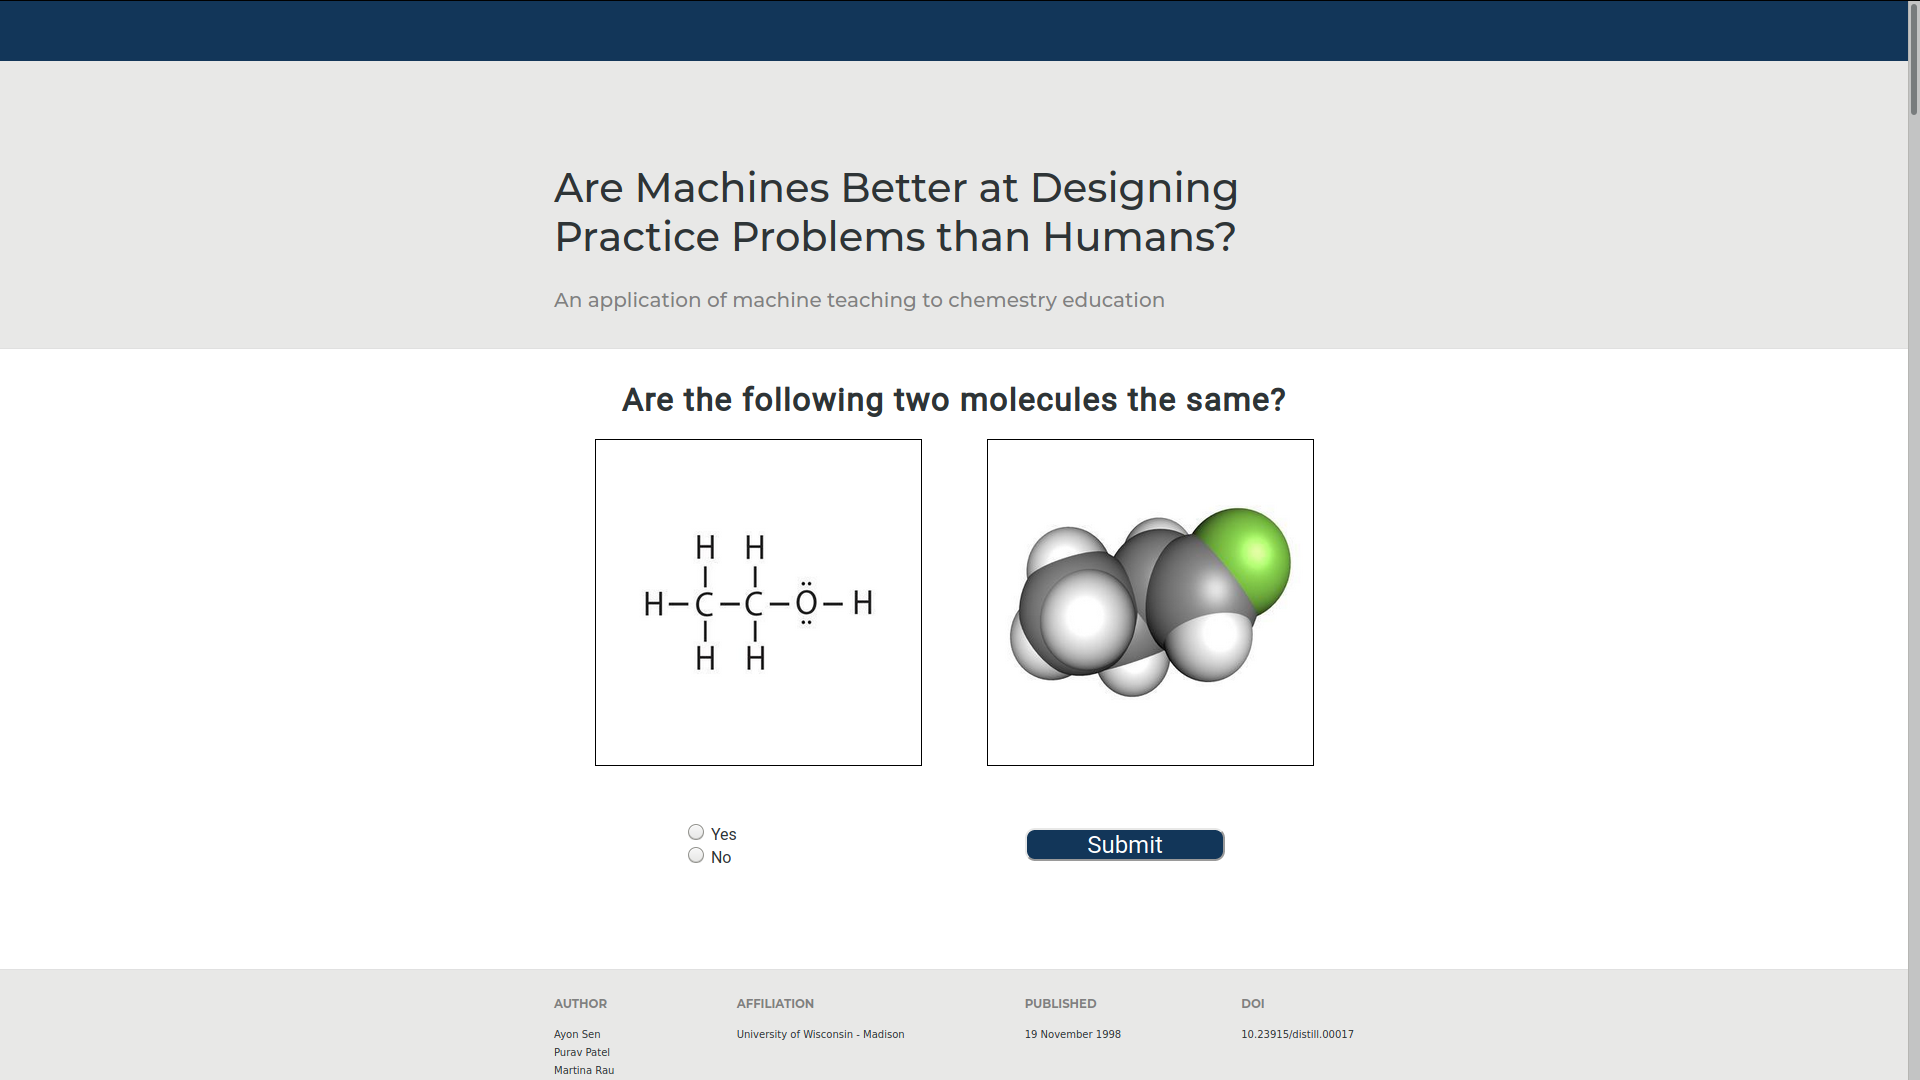 Are Machines Better at Designing
Practice Problems than Humans?
An application of machine teaching to chemestry education
Are the following two molecules the same?
H H
H–C–C–Ö–H
H H
Yes
No
Submit
AUTHOR AFFILIATION PUBLISHED DOI
Ayon Sen University of Wisconsin - Madison 19 November 1998 10.23915/distill.00017
Purav Patel
Martina Rau